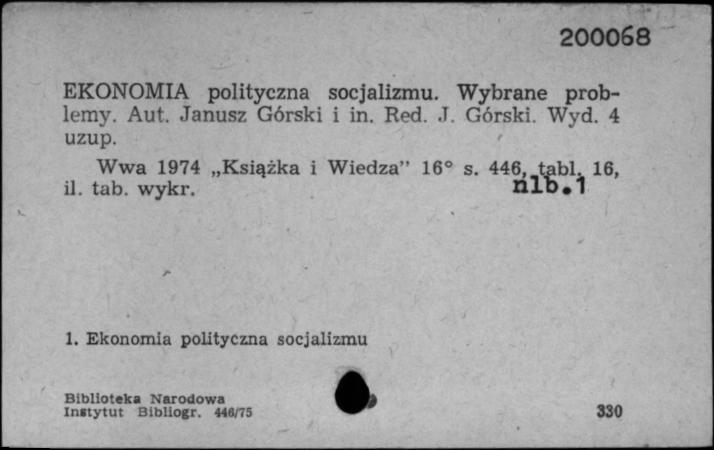 200068
EKONOMIA polityczna socjalizmu. Wybrane prob-
lemy. Aut. Janusz Górski i in. Red. J. Górski. Wyd. 4
uzup.
Wwa 1974 „Książka i Wiedza” 16° s. 446, tabl. 16,
il. tab. wykr. nlb.1
1. Ekonomia polityczna socjalizmu
Biblioteka Narodowa
Instytut Bibliogr. 446/75 330